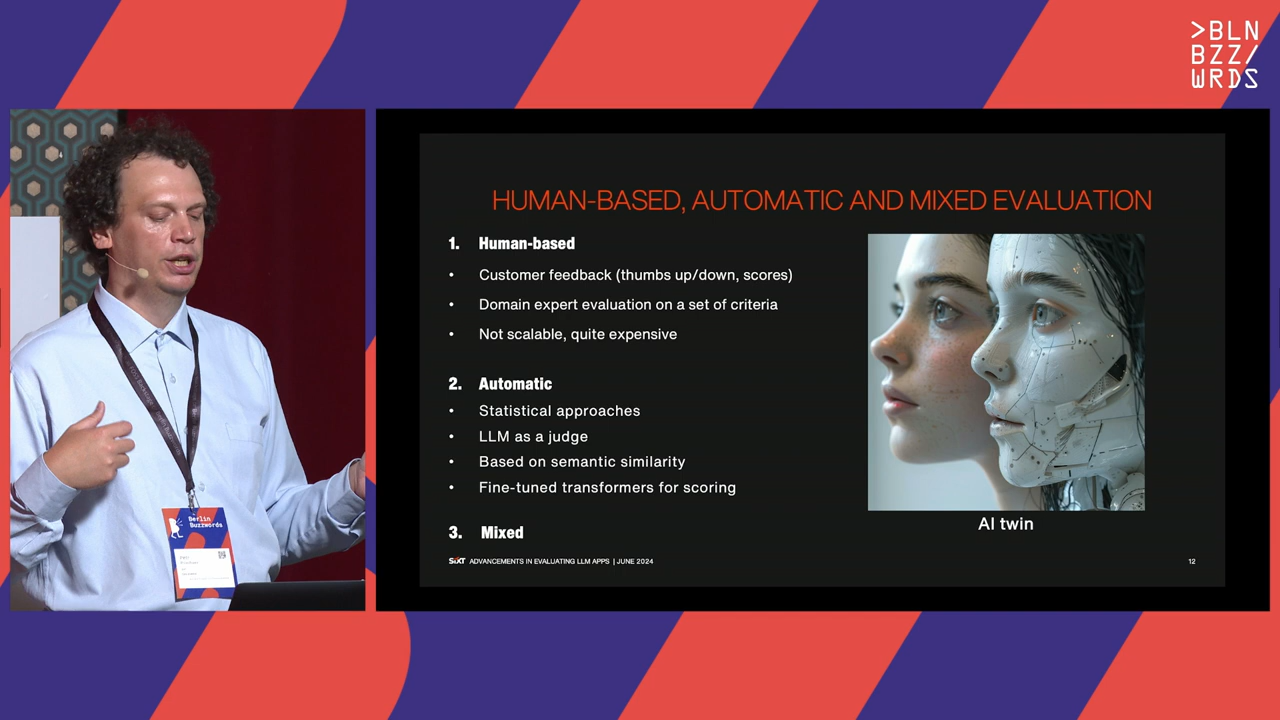 >BLN
BZZ/
WRDS
HUMAN-BASED, AUTOMATIC AND MIXED EVALUATION
1. Human-based
• Customer feedback (thumbs up/down, scores)
• Domain expert evaluation on a set of criteria
• Not scalable, quite expensive
2. Automatic
• Statistical approaches
• LLM as a judge
• Based on semantic similarity
• Fine-tuned transformers for scoring
3. Mixed
AI twin
SIXT ADVANCEMENTS IN EVALUATING LLM APPS | JUNE 2024
12
Berlin
Buzzwords